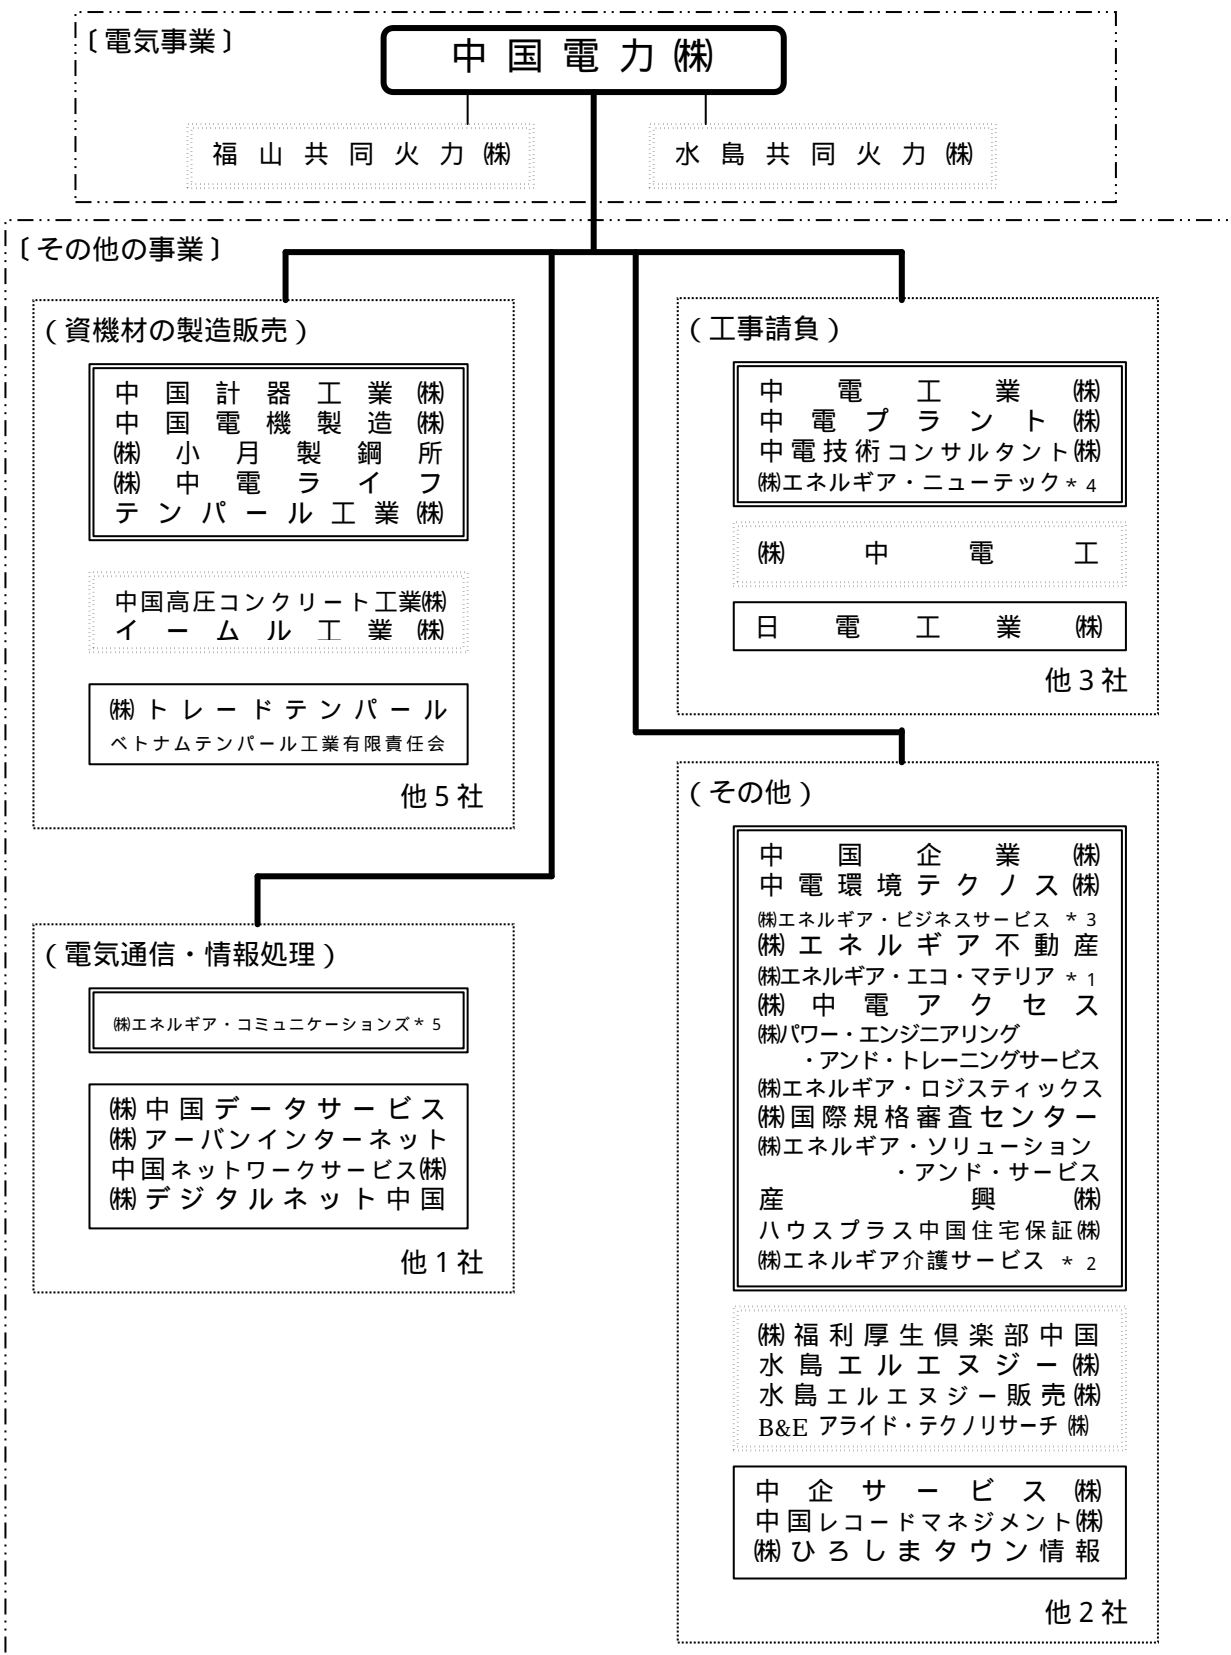 〔電気事業〕
中国電力㈱
福山共同火力㈱
水島共同火力㈱
〔その他の事業〕
（資機材の製造販売）
中国計器工業㈱
中国電機製造㈱
㈱小月製鋼所
㈱中電ライフ
テンパール工業㈱
中国高圧コンクリート工業㈱
イームル工業㈱
㈱トレードテンパール
ベトナムテンパール工業有限責任会
他5社
（電気通信・情報処理）
㈱エネルギア・コミュニケーションズ*5
㈱中国データサービス
㈱アーバンインターネット
中国ネットワークサービス㈱
㈱デジタルネット中国
他1社
（工事請負）
中電工業㈱
中電プラント㈱
中電技術コンサルタント㈱
㈱エネルギア・ニューテック*4
㈱中電工
日電工業㈱
他3社
（その他）
中国企業㈱
中電環境テクノス㈱
㈱エネルギア・ビジネスサービス *3
㈱エネルギア不動産
㈱エネルギア・エコ・マテリア *1
㈱中電アクセス
㈱パワー・エンジニアリング
・アンド・トレーニングサービス
㈱エネルギア・ロジスティックス
㈱国際規格審査センター
㈱エネルギア・ソリューション
・アンド・サービス
産興㈱
ハウスプラス中国住宅保証㈱
㈱エネルギア介護サービス *2
㈱福利厚生倶楽部中国
水島エルエヌジー㈱
水島エルエヌジー販売㈱
B&E アライド・テクノリサーチ ㈱
中企サービス㈱
中国レコードマネジメント㈱
㈱ひろしまタウン情報
他2社